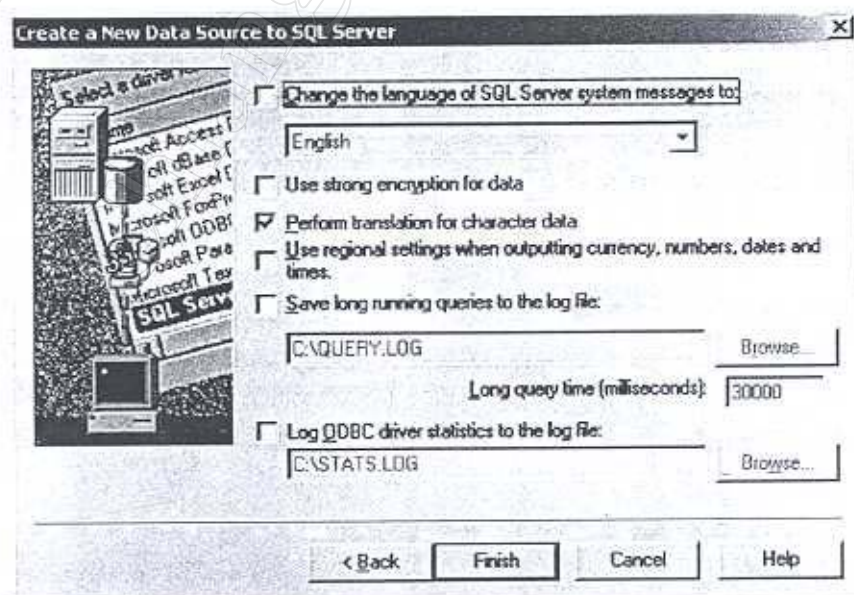 Create a New Data Source to SQL Server
Select a driver
Change the language of SQL Server system messages to:
English
Use strong encryption for data
Perform translation for character data
Use regional settings when outputting currency, numbers, dates and
times.
Save long running queries to the log file:
C:\QUERY.LOG
Browse...
Long query time (milliseconds):
30000
Log ODBC driver statistics to the log file:
C:\STATS.LOG
Browse...
< Back
Finish
Cancel
Help